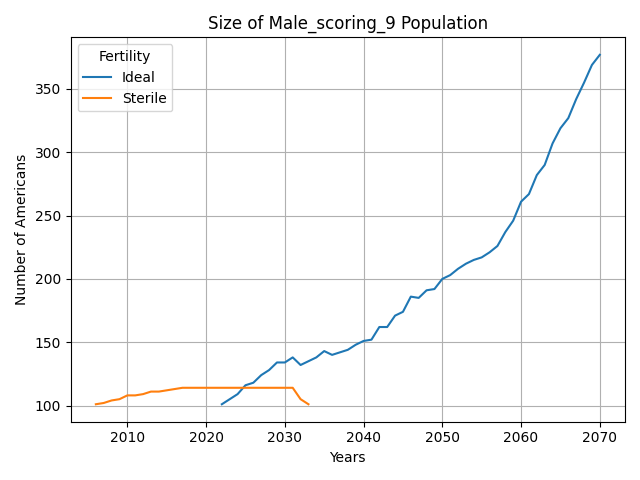 Size of Male_scoring_9 Population
Fertility
Ideal
Sterile
Number of Americans
350
300
250
200
150
100
2010 2020 2030 2040 2050 2060 2070
Years